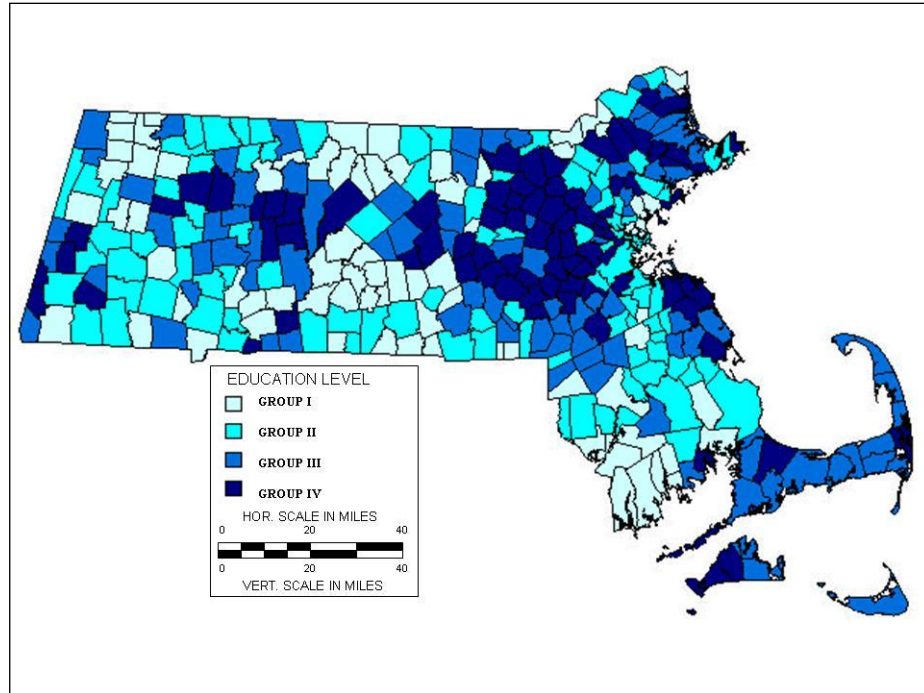 EDUCATION LEVEL
GROUP I
GROUP II
GROUP III
GROUP IV
HOR. SCALE IN MILES
0 20 40
0 20 40
VERT. SCALE IN MILES